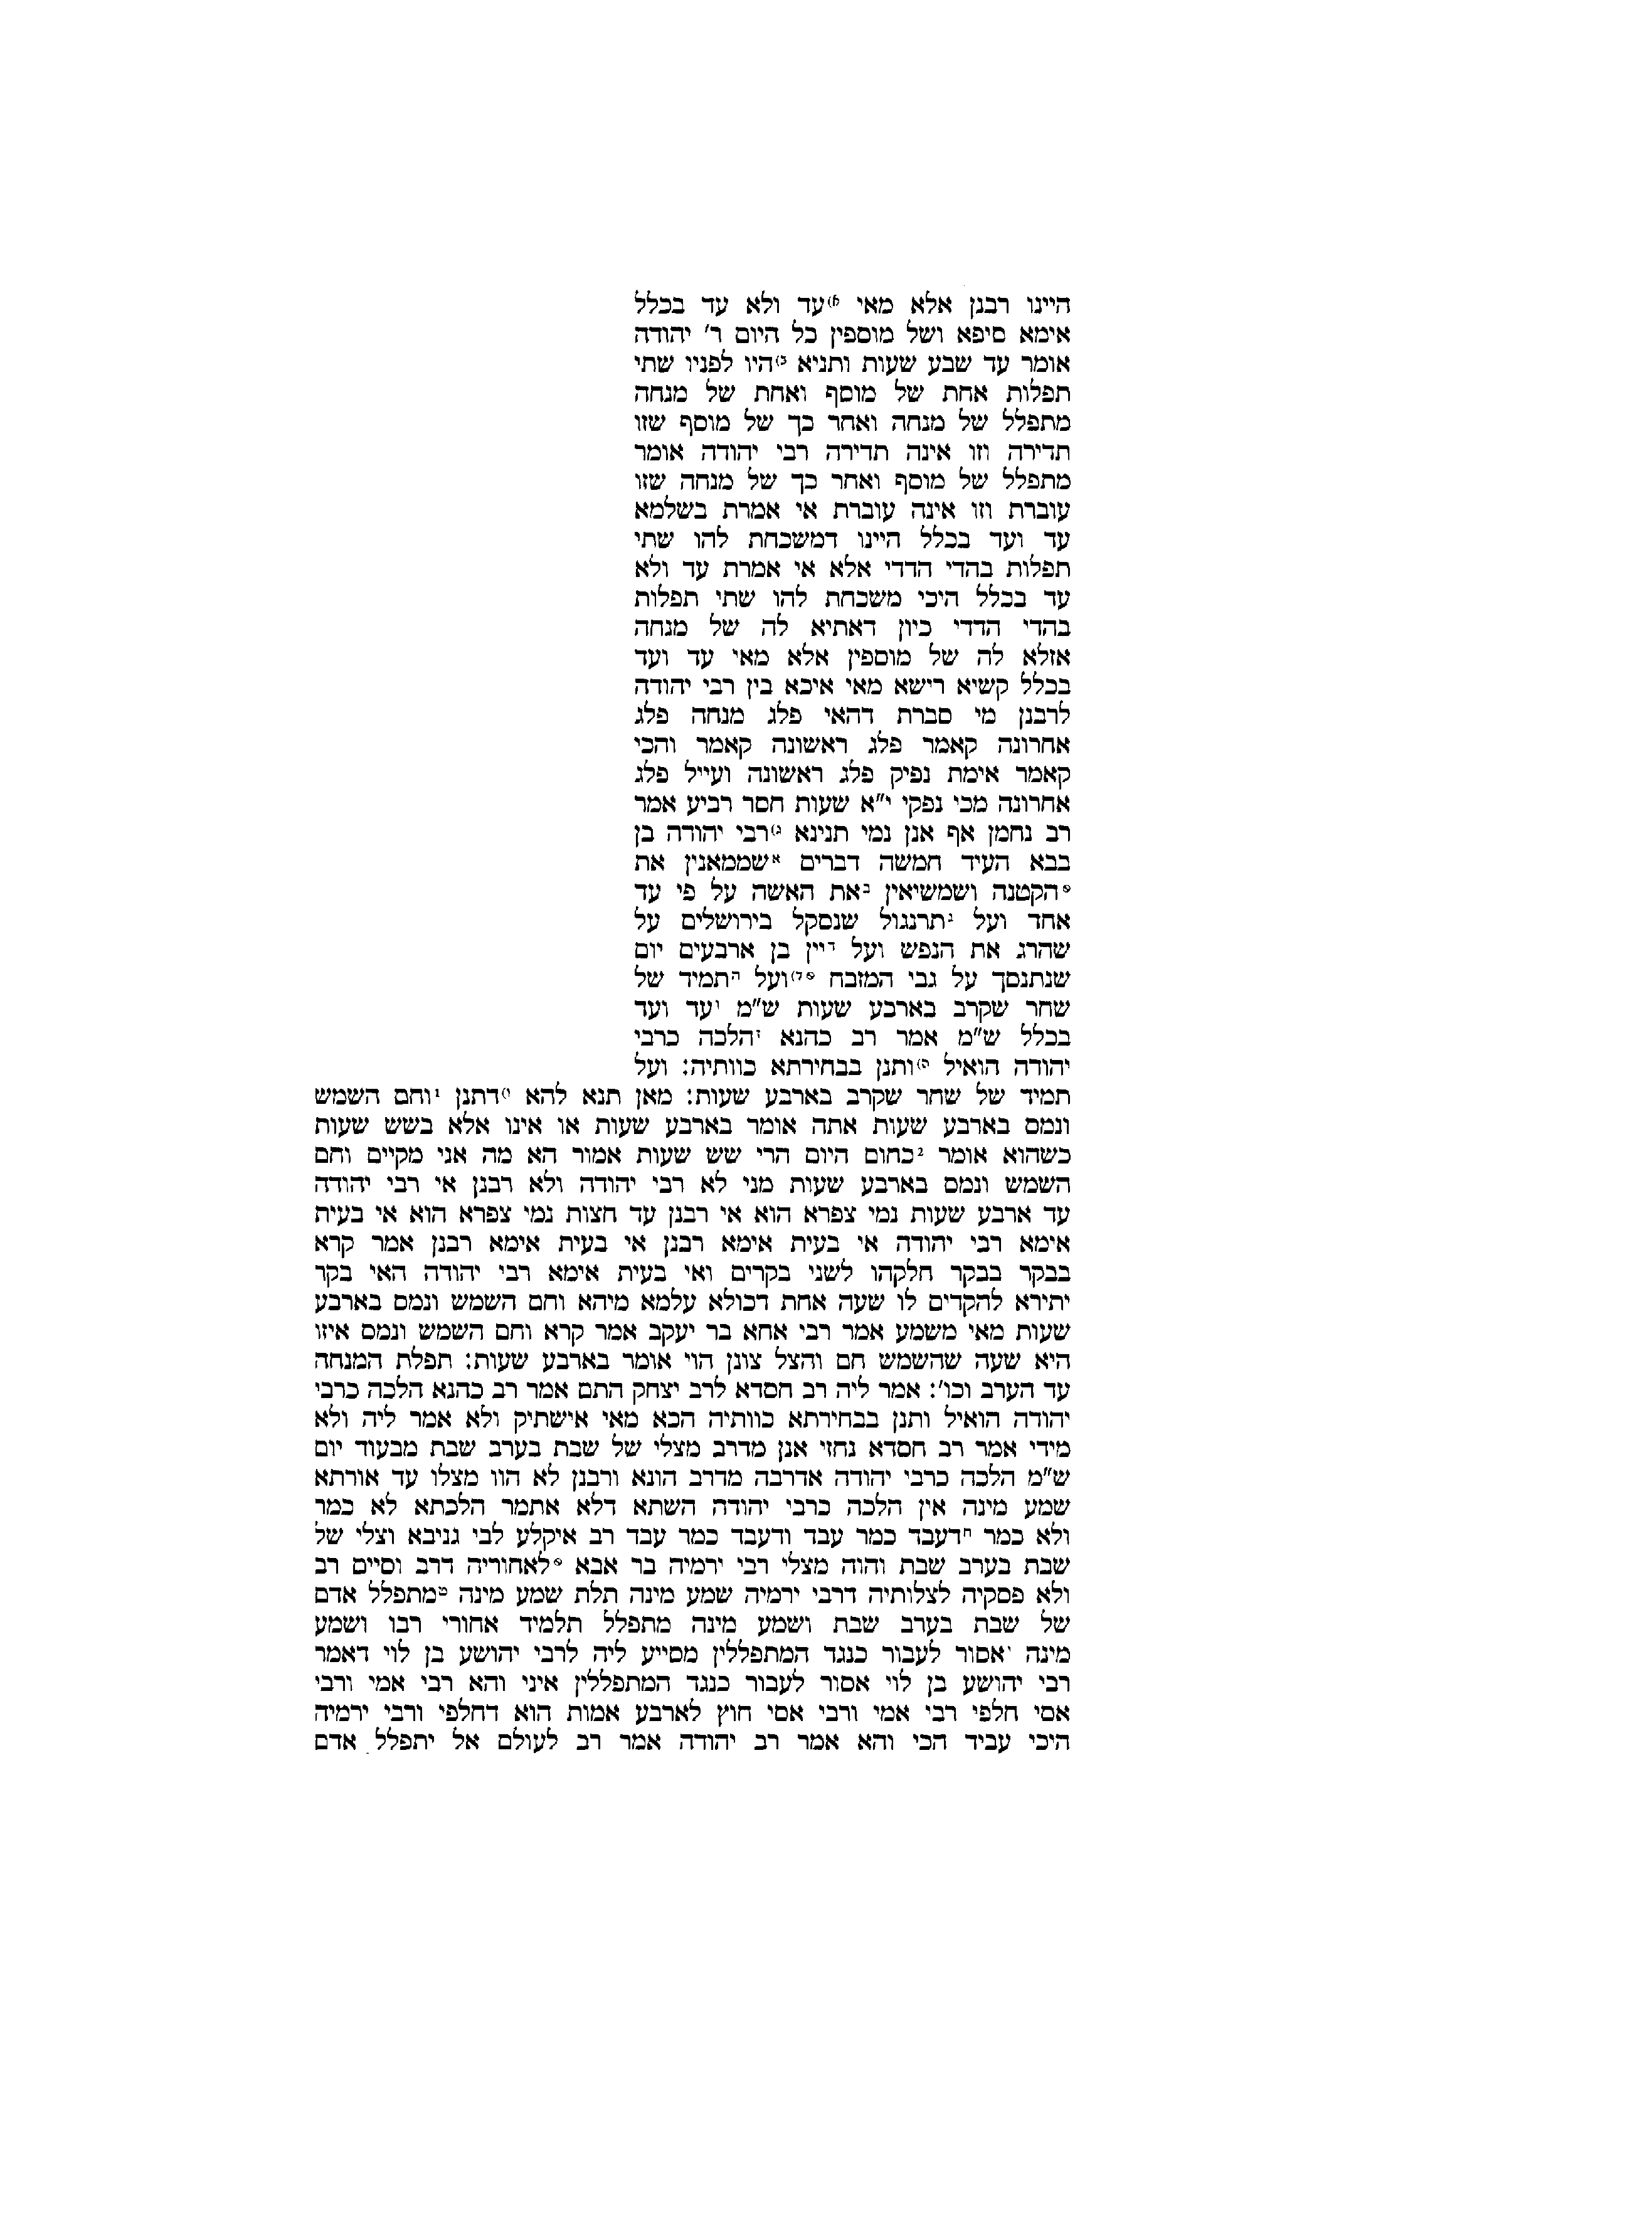 היינו רבנן אלא מאי א)עד ולא עד בכלל
אימא סיפא ושל מוספין כל היום ר' יהודה
אומר עד שבע שעות ותניא ב)היו לפניו שתי
תפלות אחת של מוסף ואחת של מנחה
מתפלל של מנחה ואחר כך של מוסף שזו
תדירה וזו אינה תדירה רבי יהודה אומר
מתפלל של מוסף ואחר כך של מנחה שזו
עוברת וזו אינה עוברת אי אמרת בשלמא
עד ועד בכלל היינו דמשכחת להו שתי
תפלות בהדי הדדי אלא אי אמרת עד ולא
עד בכלל היכי משכחת להו שתי תפלות
בהדי הדדי כיון דאתיא לה של מנחה
אזלא לה של מוספין אלא מאי עד ועד
בכלל קשיא רישא מאי איכא בין רבי יהודה
לרבנן מי סברת דהאי פלג מנחה פלג
אחרונה קאמר פלג ראשונה קאמר והכי
קאמר אימת נפיק פלג ראשונה ועייל פלג
אחרונה מכי נפקי י"א שעות חסר רביע אמר
רב נחמן אף אנן נמי תנינא ג)רבי יהודה בן
בבא העיד חמשה דברים אשממאנין את
°הקטנה ושמשיאין באת האשה על פי עד
אחד ועל גתרנגול שנסקל בירושלים על
שהרג את הנפש ועל דיין בן ארבעים יום
שנתנסך על גבי המזבח °ד)ועל התמיד של
שחר שקרב בארבע שעות ש"מ ועד ועד
בכלל ש"מ אמר רב כהנא זהלכה כרבי
יהודה הואיל ה)ותנן בבחירתא כוותיה: ועל
תמיד של שחר שקרב בארבע שעות: מאן תנא להא ו)דתנן 1וחם השמש
ונמס בארבע שעות אתה אומר בארבע שעות או אינו אלא בשש שעות
כשהוא אומר 2כחום היום הרי שש שעות אמור הא מה אני מקיים וחם
השמש ונמס בארבע שעות מני לא רבי יהודה ולא רבנן אי רבי יהודה
עד ארבע שעות נמי צפרא הוא אי רבנן עד חצות נמי צפרא הוא אי בעית
אימא רבי יהודה אי בעית אימא רבנן אי בעית אימא רבנן אמר קרא
בבקר בבקר חלקהו לשני בקרים ואי בעית אימא רבי יהודה האי בקר
יתירא להקדים לו שעה אחת דכולא עלמא מיהא וחם השמש ונמס בארבע
שעות מאי משמע אמר רבי אחא בר יעקב אמר קרא וחם השמש ונמס איזו
היא שעה שהשמש חם והצל צונן הוי אומר בארבע שעות: תפלת המנחה
עד הערב וכו': אמר ליה רב חסדא לרב יצחק התם אמר רב כהנא הלכה כרבי
יהודה הואיל ותנן בבחירתא כוותיה הכא מאי אישתיק ולא אמר ליה ולא
מידי אמר רב חסדא נחזי אנן מדרב מצלי של שבת בערב שבת מבעוד יום
ש"מ הלכה כרבי יהודה אדרבה מדרב הונא ורבנן לא הוו מצלו עד אורתא
שמע מינה אין הלכה כרבי יהודה השתא דלא אתמר הלכתא לא כמר
ולא כמר חדעבד כמר עבד ודעבד כמר עבד רב איקלע לבי גניבא וצלי של
שבת בערב שבת והוה מצלי רבי ירמיה בר אבא °לאחוריה דרב וסיים רב
ולא פסקיה לצלותיה דרבי ירמיה שמע מינה תלת שמע מינה טמתפלל אדם
של שבת בערב שבת ושמע מינה מתפלל תלמיד אחורי רבו ושמע
מינה יאסור לעבור כנגד המתפללין מסייע ליה לרבי יהושע בן לוי דאמר
רבי יהושע בן לוי אסור לעבור כנגד המתפללין איני והא רבי אמי ורבי
אסי חלפי רבי אמי ורבי אסי חוץ לארבע אמות הוא דחלפי ורבי ירמיה
היכי עביד הכי והא אמר רב יהודה אמר רב לעולם אל יתפלל אדם